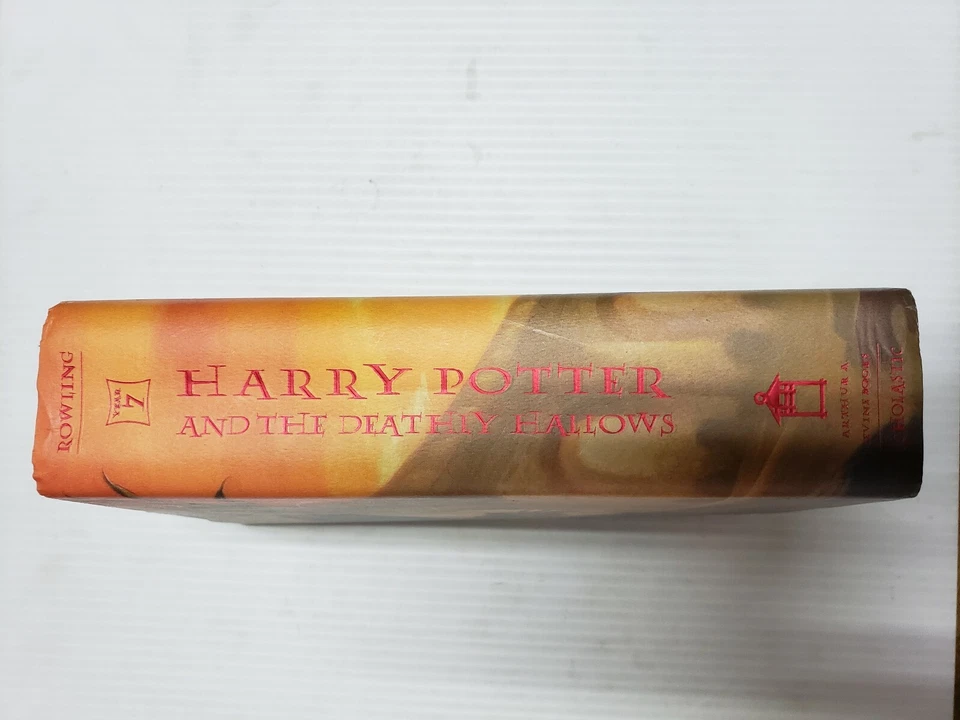 ROWLING
YEAR
7
HARRY POTTER
AND THE DEATHLY HALLOWS
ARTHUR A.
LEVINE BOOKS
SCHOLASTIC